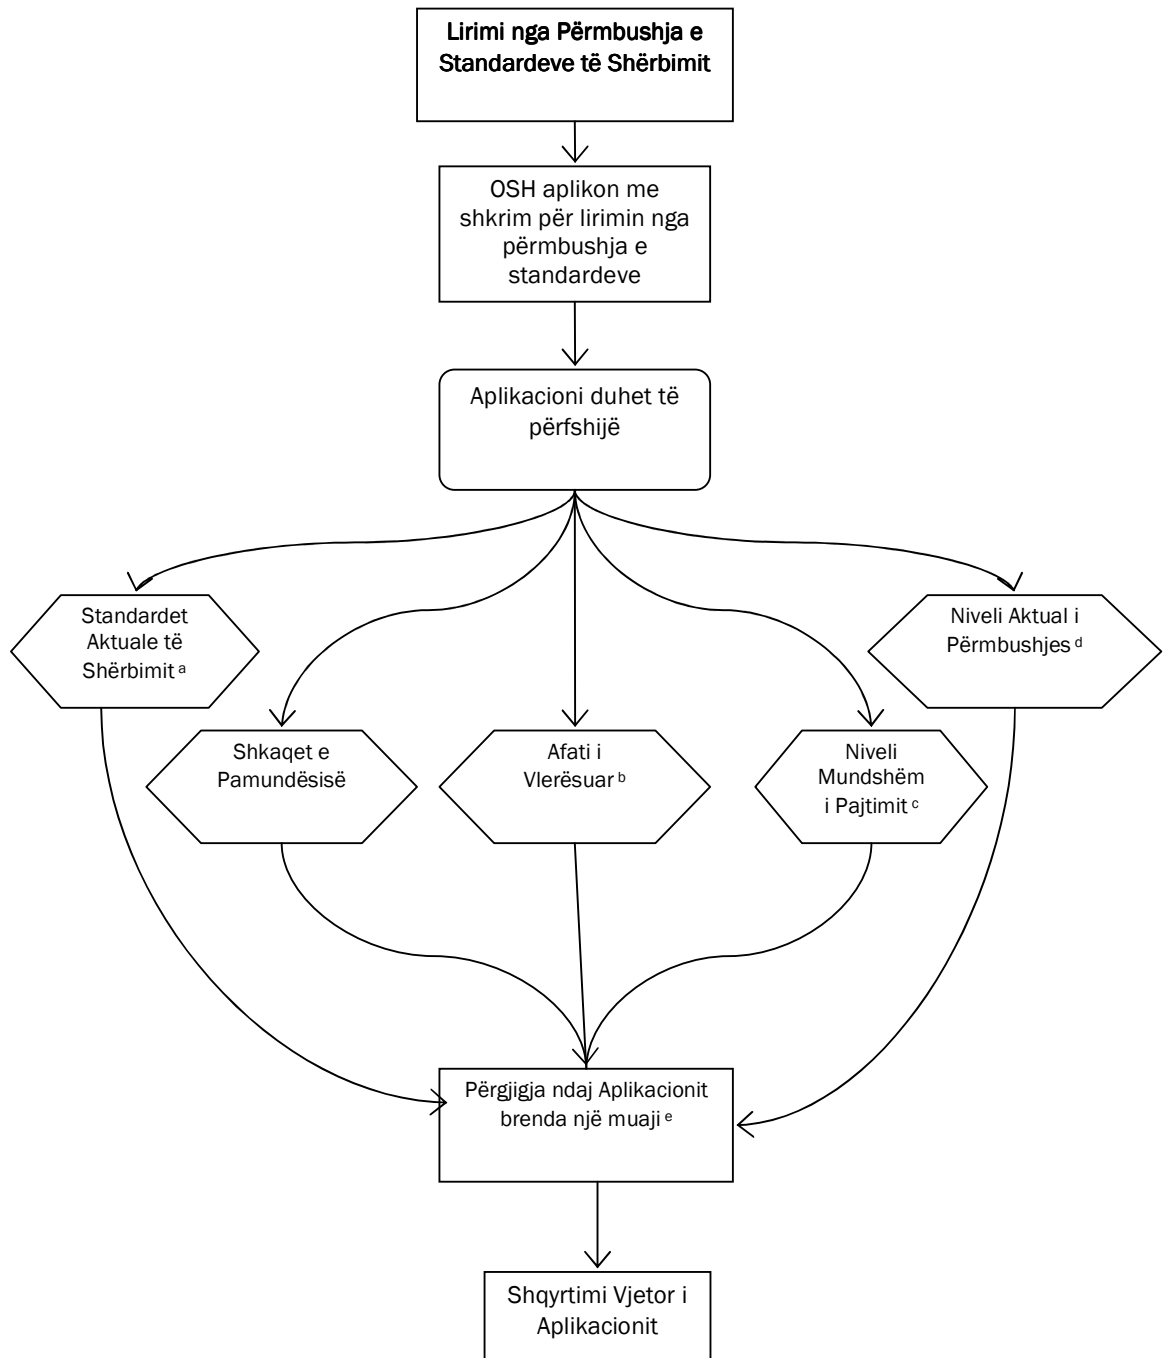 Lirimi nga Përmbushja e
Standardeve të Shërbimit
OSH aplikon me
shkrim për lirimin nga
përmbushja e
standardeve
Aplikacioni duhet të
përfshijë
Standardet
Aktuale të
Shërbimit a
Niveli Aktual i
Përmbushjes d
Shkaqet e
Pamundësisë
Afati i
Vlerësuar b
Niveli
Mundshëm
i Pajtimit c
Përgjigja ndaj Aplikacionit
brenda një muaji e
Shqyrtimi Vjetor i
Aplikacionit